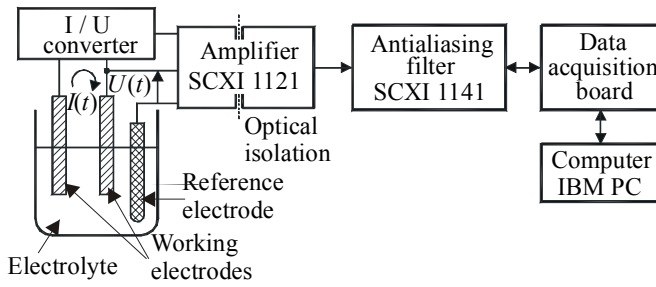 I / U
converter
Amplifier
SCXI 1121
Antialiasing
filter
SCXI 1141
Data
acquisition
board
I(t)
U(t)
Optical
isolation
Computer
IBM PC
Reference
electrode
Working
electrodes
Electrolyte